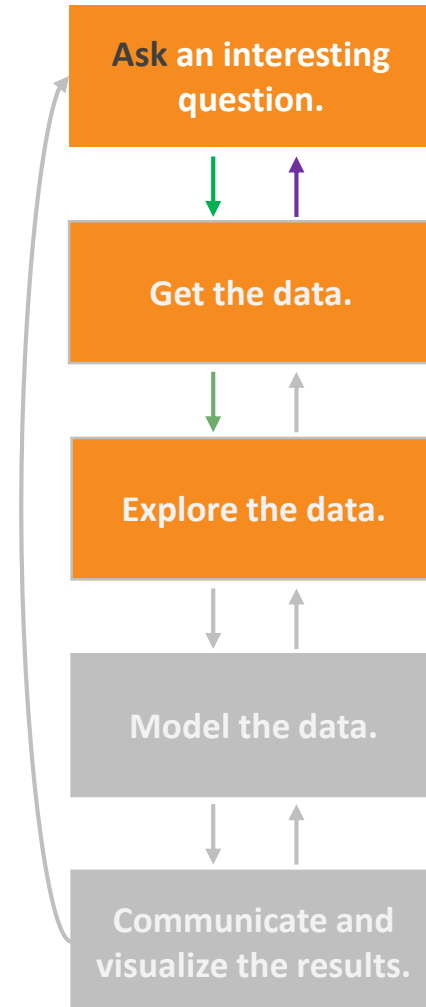 Ask an interesting
question.
Get the data.
Explore the data.
Model the data.
Communicate and
visualize the results.